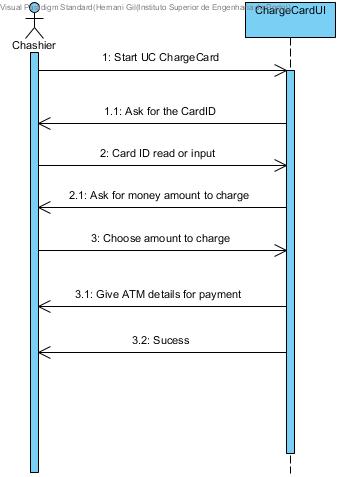 Visual Paradigm Standard(Hernani Gil(Instituto Superior de Engenharia
ChargeCardUI
Chashier
1: Start UC ChargeCard
1.1: Ask for the CardID
2: Card ID read or input
2.1: Ask for money amount to charge
3: Choose amount to charge
3.1: Give ATM details for payment
3.2: Sucess